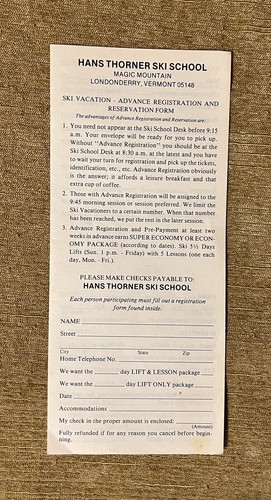 HANS THORNER SKI SCHOOL
MAGIC MOUNTAIN
LONDONDERRY, VERMONT 05148
SKI VACATION - ADVANCE REGISTRATION AND
RESERVATION FORM
The advantages of Advance Registration and Reservation are:
1. You need not appear at the Ski School Desk before 9:15
a.m. Your envelope will be ready for you to pick up.
Without "Advance Registration" you should be at the
Ski School Desk at 8:30 a.m. at the latest and you have
to wait your turn for registration and pick up the tickets,
identification, etc., etc. Advance Registration obviously
is the answer; it affords a leisure breakfast and that
extra cup of coffee.
2. Those with Advance Registration will be assigned to the
9:45 morning session or session preferred. We limit the
Ski Vacationers to a certain number. When that number
has been reached, we put the rest in the later session.
3. Advance Registration and Pre-Payment at least two
weeks in advance earns SUPER ECONOMY OR ECON-
OMY PACKAGE (according to dates). Ski 5½ Days
Lifts (Sun. 1 p.m. - Friday) with 5 Lessons (one each
day, Mon. - Fri.).
PLEASE MAKE CHECKS PAYABLE TO:
HANS THORNER SKI SCHOOL
Each person participating must fill out a registration
form found inside.
NAME
Street
City State Zip
Home Telephone No.
We want the day LIFT & LESSON package
We want the day LIFT ONLY package
Date
Accommodations
My check in the proper amount is enclosed:
(Amount)
Fully refunded if for any reason you cancel before begin-
ning.